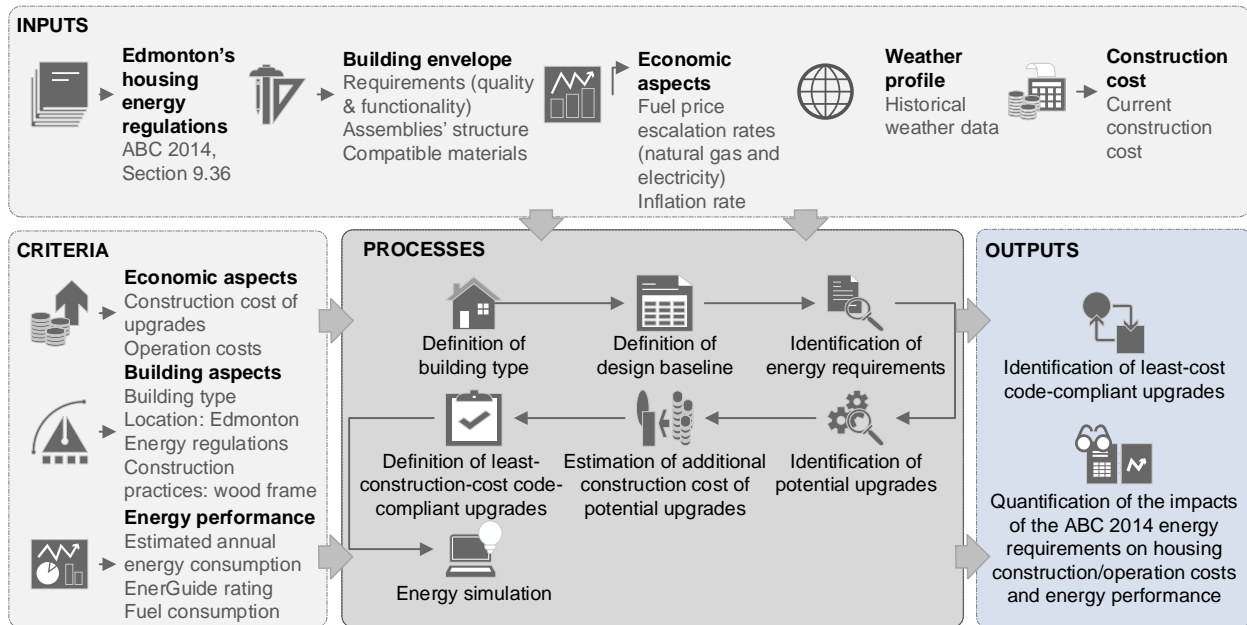 INPUTS
Edmonton's
housing
energy
regulations
ABC 2014,
Section 9.36
Building envelope
Requirements (quality
& functionality)
Assemblies' structure
Compatible materials
Economic
aspects
Fuel price
escalation rates
(natural gas and
electricity)
Inflation rate
Weather
profile
Historical
weather data
Construction
cost
Current
construction
cost
CRITERIA
Economic aspects
Construction cost of
upgrades
Operation costs
Building aspects
Building type
Location: Edmonton
Energy regulations
Construction
practices: wood frame
Energy performance
Estimated annual
energy consumption
EnerGuide rating
Fuel consumption
PROCESSES
Definition of
building type
Definition of
design baseline
Identification of
energy requirements
Definition of least-
construction-cost code-
compliant upgrades
Estimation of additional
construction cost of
potential upgrades
Identification of
potential upgrades
Energy simulation
OUTPUTS
Identification of least-cost
code-compliant upgrades
Quantification of the impacts
of the ABC 2014 energy
requirements on housing
construction/operation costs
and energy performance